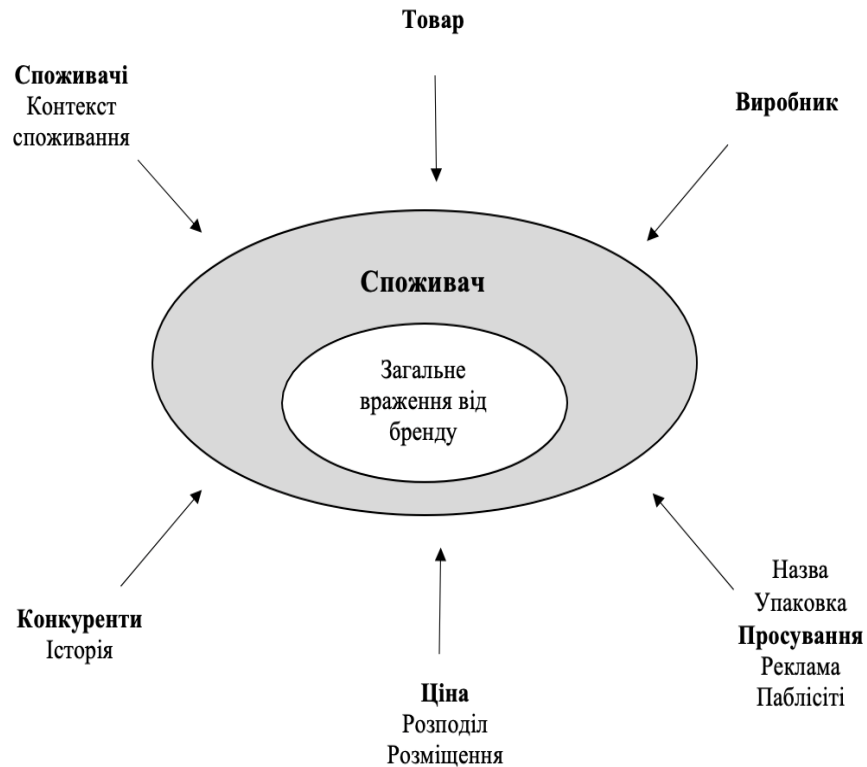 Товар
Споживачі
Контекст
споживання
Виробник
Споживач
Загальне
враження від
бренду
Конкуренти
Історія
Ціна
Розподіл
Розміщення
Назва
Упаковка
Просування
Реклама
Паблісіті